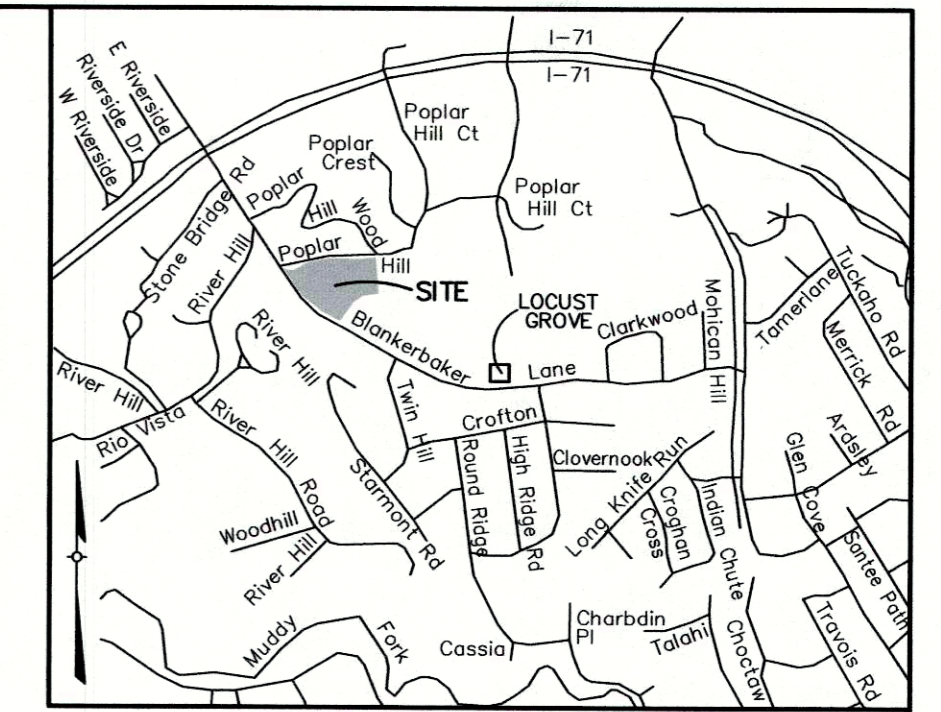 I-71
I-71
E Riverside
Riverside Dr
W Riverside
Poplar
Hill Ct
Poplar
Crest
Stone Bridge Rd
Poplar
Hill
Wood
Poplar
Hill Ct
River Hill
Poplar
Hill
SITE
Blankerbaker
Lane
LOCUST
GROVE
Clarkwood
Mohican
Hill
Tamerlane
Tuckaho Rd
Merrick
Rd
Ardsley
River Hill
River Hill
Rio Vista
River
Hill
Road
Twin Hill
Crofton
Starmont Rd
Round Ridge
High Ridge Rd
Clovernook
Long Knife Run
Croghan
Cross
Indian Chute
Glen Cove
Santee Path
Woodhill
River Hill
Muddy
Fork
Cassia
Charbdin
Pl
Talahi
Choctaw
Travois Rd